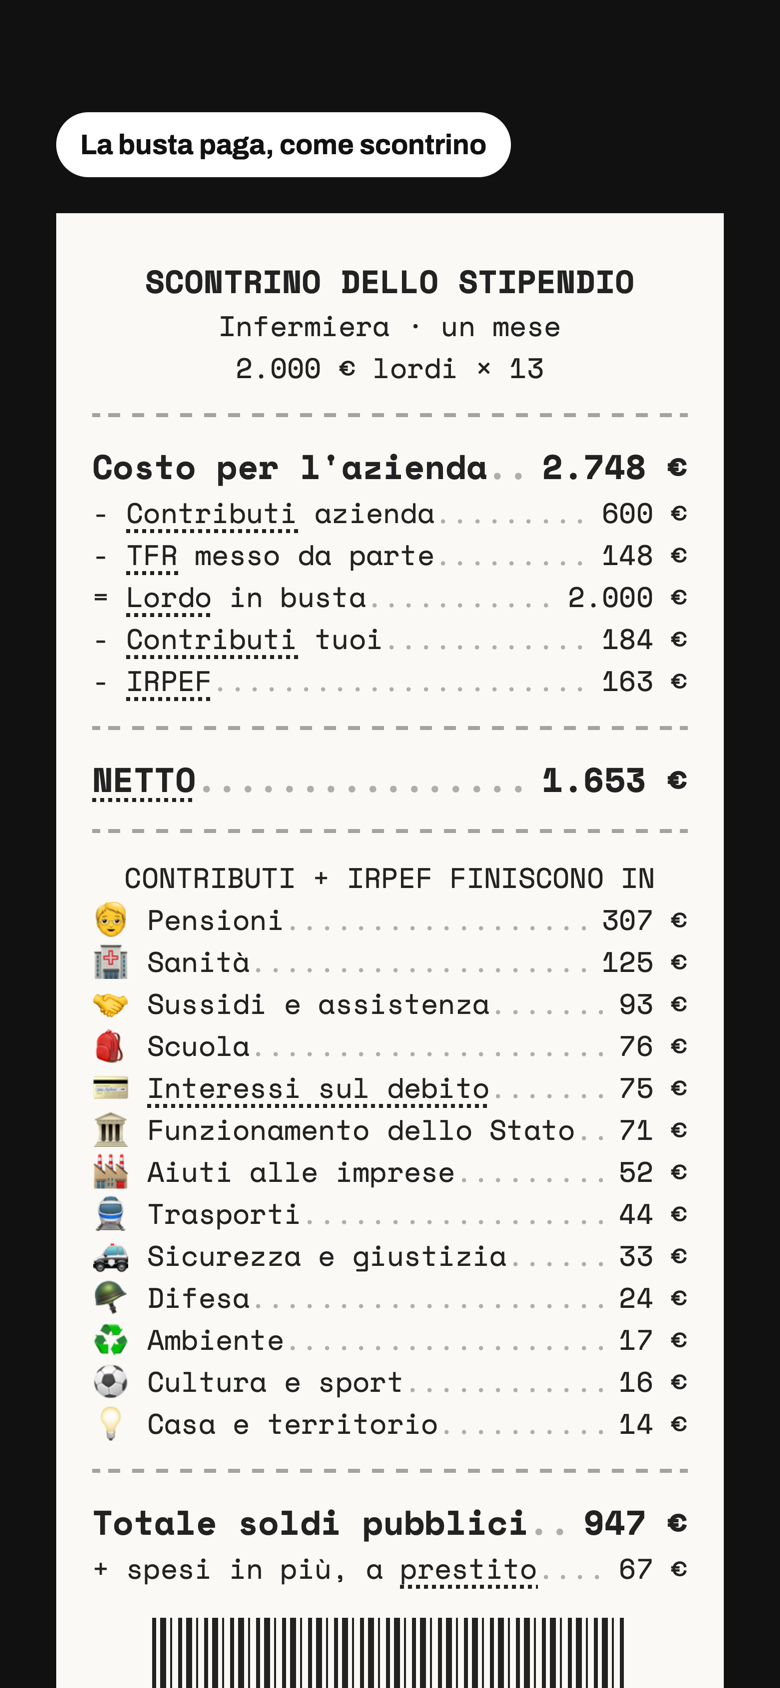 La busta paga, come scontrino
SCONTRINO DELLO STIPENDIO
Infermiera · un mese
2.000 € lordi × 13
Costo per l'azienda.. 2.748 €
- Contributi azienda......... 600 €
- TFR messo da parte......... 148 €
= Lordo in busta........... 2.000 €
- Contributi tuoi............ 184 €
- IRPEF...................... 163 €
NETTO................ 1.653 €
CONTRIBUTI + IRPEF FINISCONO IN
Pensioni.................. 307 €
Sanità.................... 125 €
Sussidi e assistenza....... 93 €
Scuola..................... 76 €
Interessi sul debito....... 75 €
Funzionamento dello Stato.. 71 €
Aiuti alle imprese......... 52 €
Trasporti.................. 44 €
Sicurezza e giustizia...... 33 €
Difesa..................... 24 €
Ambiente................... 17 €
Cultura e sport............ 16 €
Casa e territorio.......... 14 €
Totale soldi pubblici.. 947 €
+ spesi in più, a prestito.... 67 €